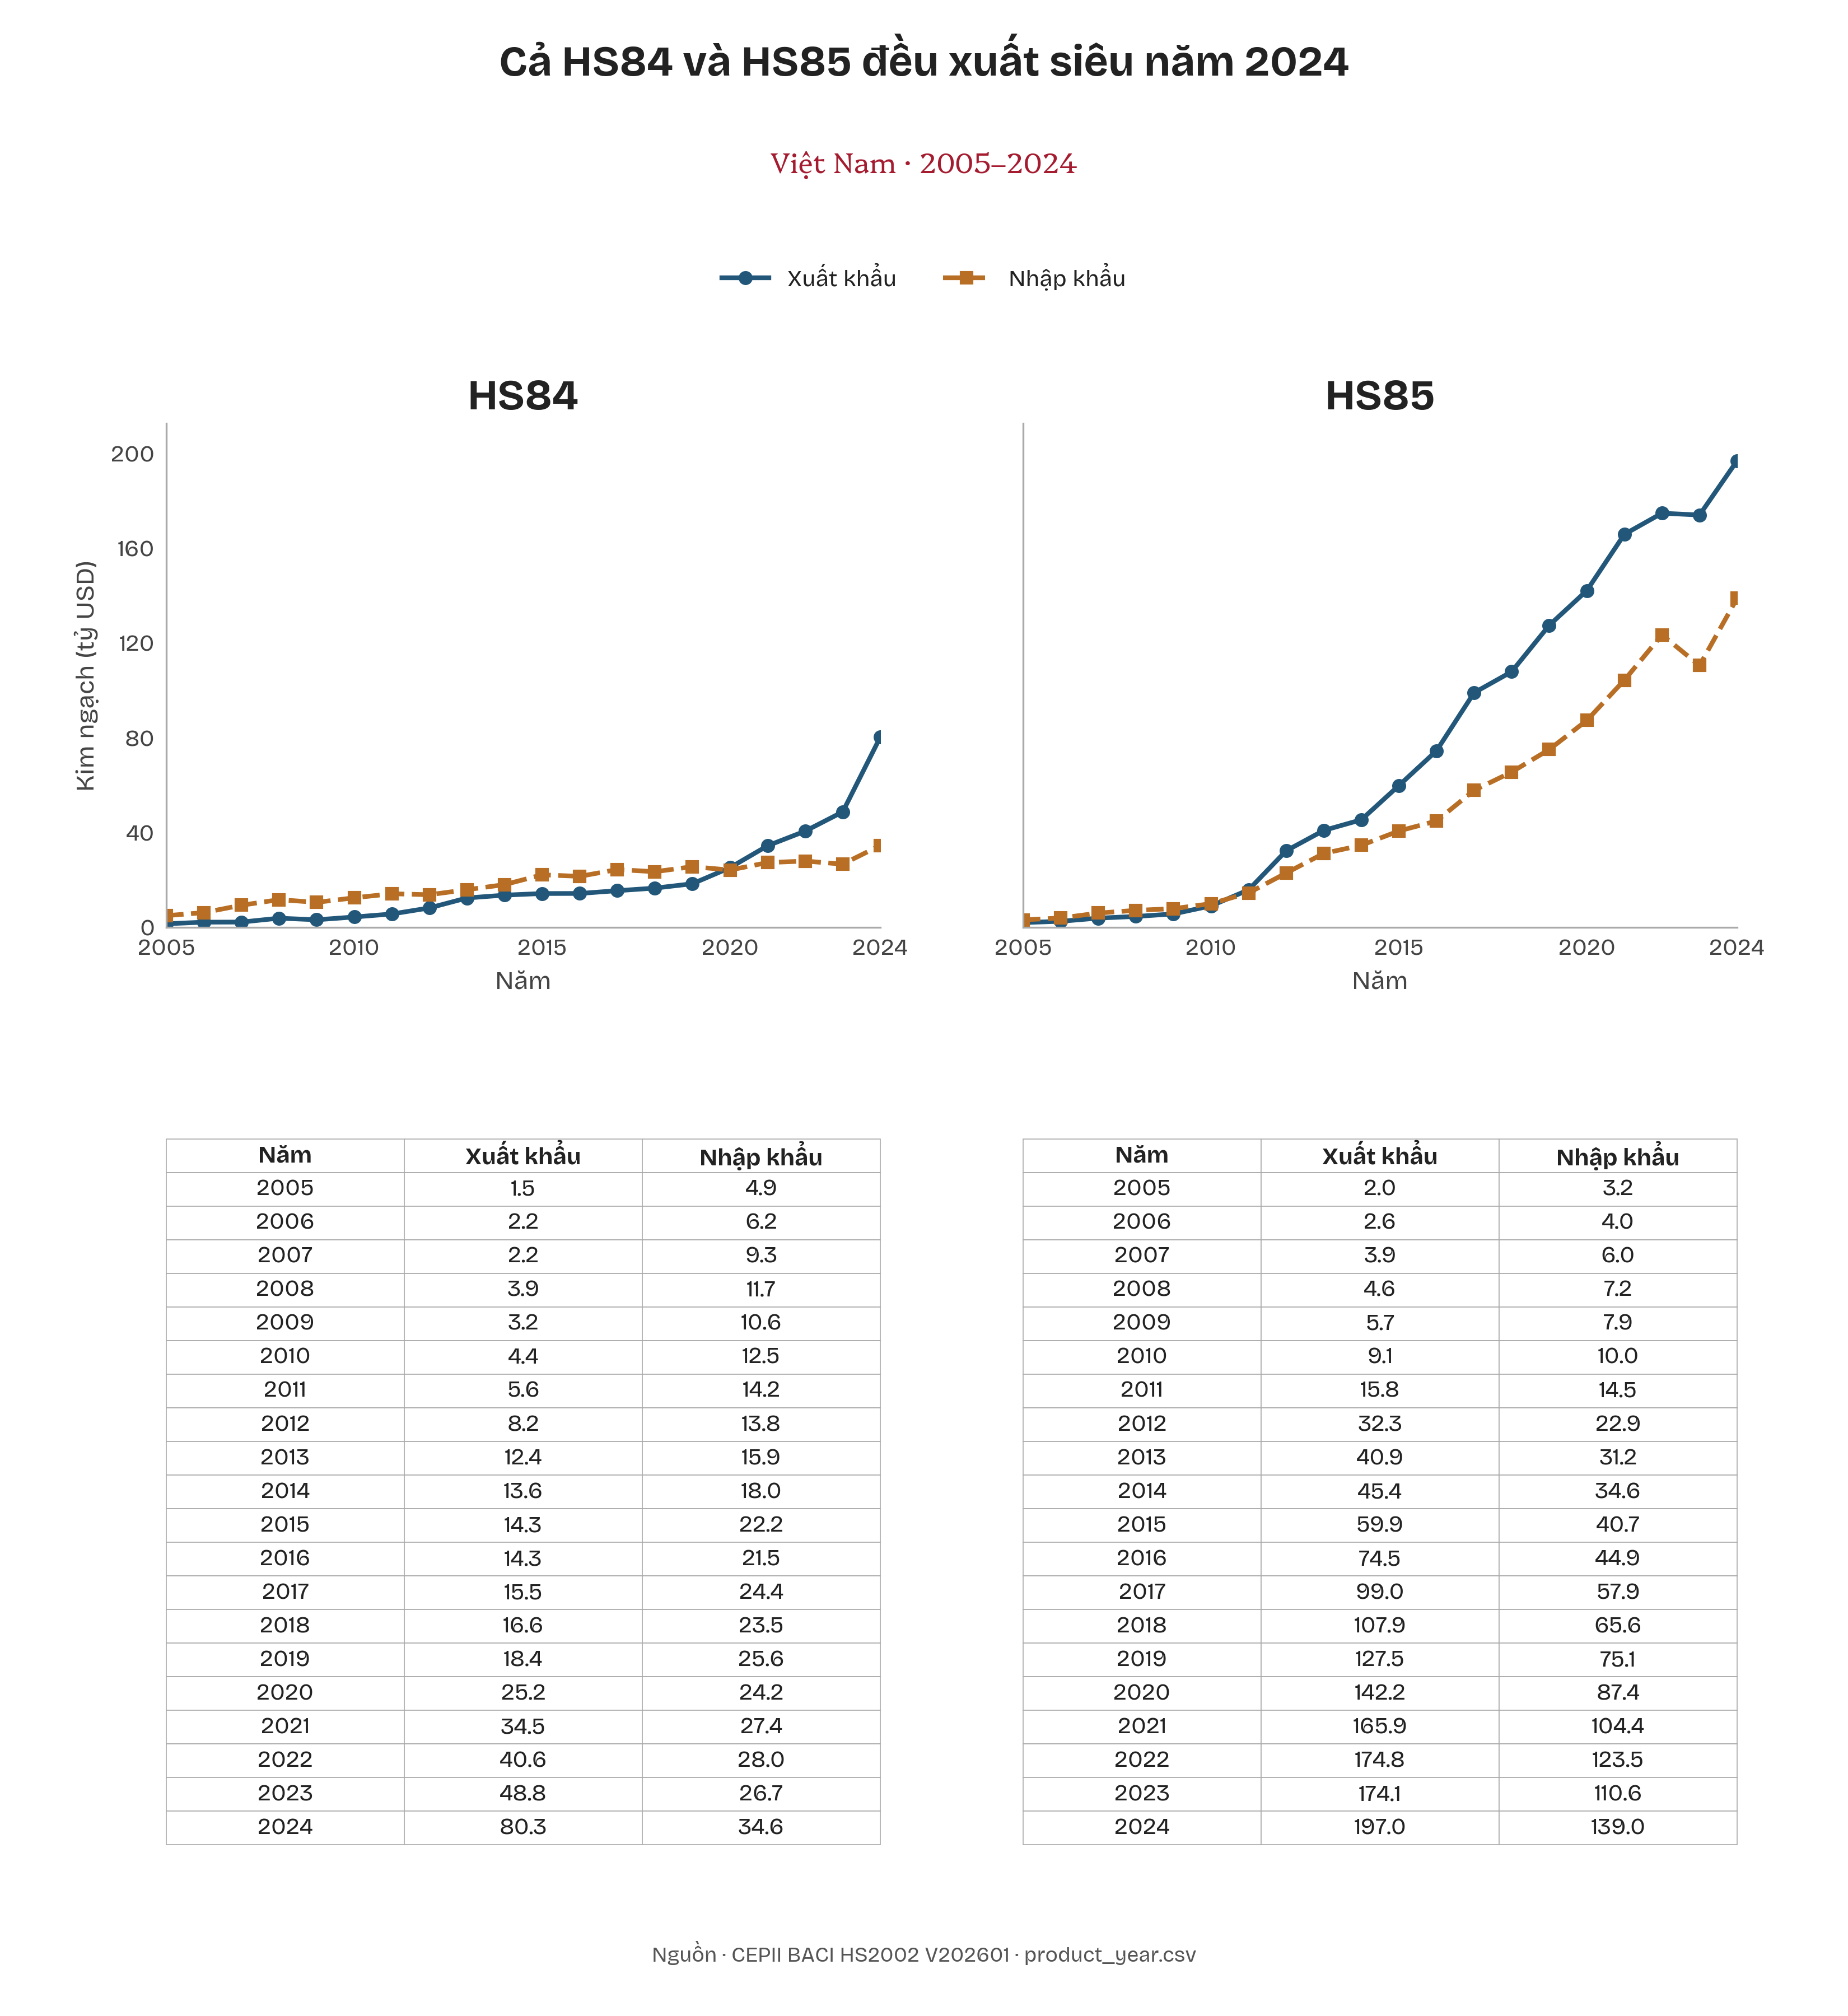 Cả HS84 và HS85 đều xuất siêu năm 2024
Việt Nam · 2005–2024
Xuất khẩu Nhập khẩu
HS84
HS85
Kim ngạch (tỷ USD)
200
160
120
80
40
0
2005 2010 2015 2020 2024
Năm
2005 2010 2015 2020 2024
Năm
Năm Xuất khẩu Nhập khẩu
2005 1.5 4.9
2006 2.2 6.2
2007 2.2 9.3
2008 3.9 11.7
2009 3.2 10.6
2010 4.4 12.5
2011 5.6 14.2
2012 8.2 13.8
2013 12.4 15.9
2014 13.6 18.0
2015 14.3 22.2
2016 14.3 21.5
2017 15.5 24.4
2018 16.6 23.5
2019 18.4 25.6
2020 25.2 24.2
2021 34.5 27.4
2022 40.6 28.0
2023 48.8 26.7
2024 80.3 34.6
Năm Xuất khẩu Nhập khẩu
2005 2.0 3.2
2006 2.6 4.0
2007 3.9 6.0
2008 4.6 7.2
2009 5.7 7.9
2010 9.1 10.0
2011 15.8 14.5
2012 32.3 22.9
2013 40.9 31.2
2014 45.4 34.6
2015 59.9 40.7
2016 74.5 44.9
2017 99.0 57.9
2018 107.9 65.6
2019 127.5 75.1
2020 142.2 87.4
2021 165.9 104.4
2022 174.8 123.5
2023 174.1 110.6
2024 197.0 139.0
Nguồn · CEPII BACI HS2002 V202601 · product_year.csv